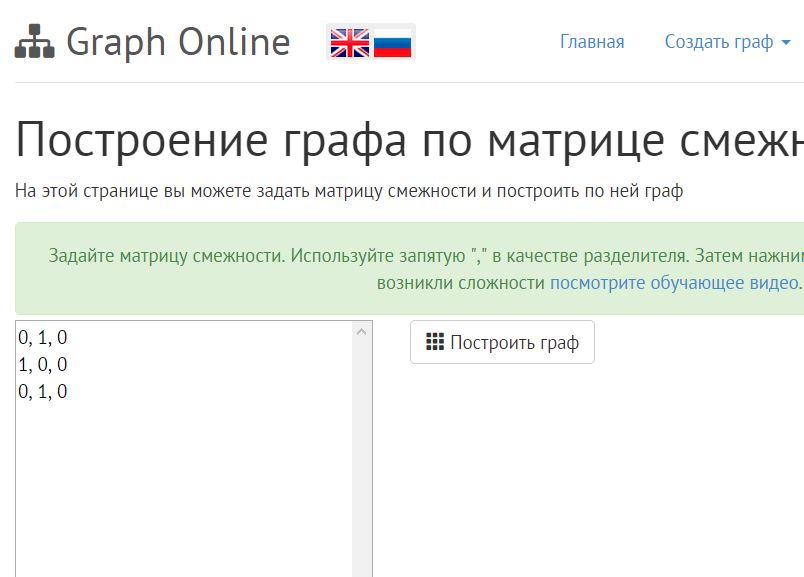 Graph Online
Главная
Создать граф
Построение графа по матрице
На этой странице вы можете задать матрицу смежности и построить по ней граф
Задайте матрицу смежности. Используйте запятую "," в качестве разделителя. Затем
возникли сложности посмотрите обучающее видео.
0, 1, 0
1, 0, 0
0, 1, 0
Построить граф